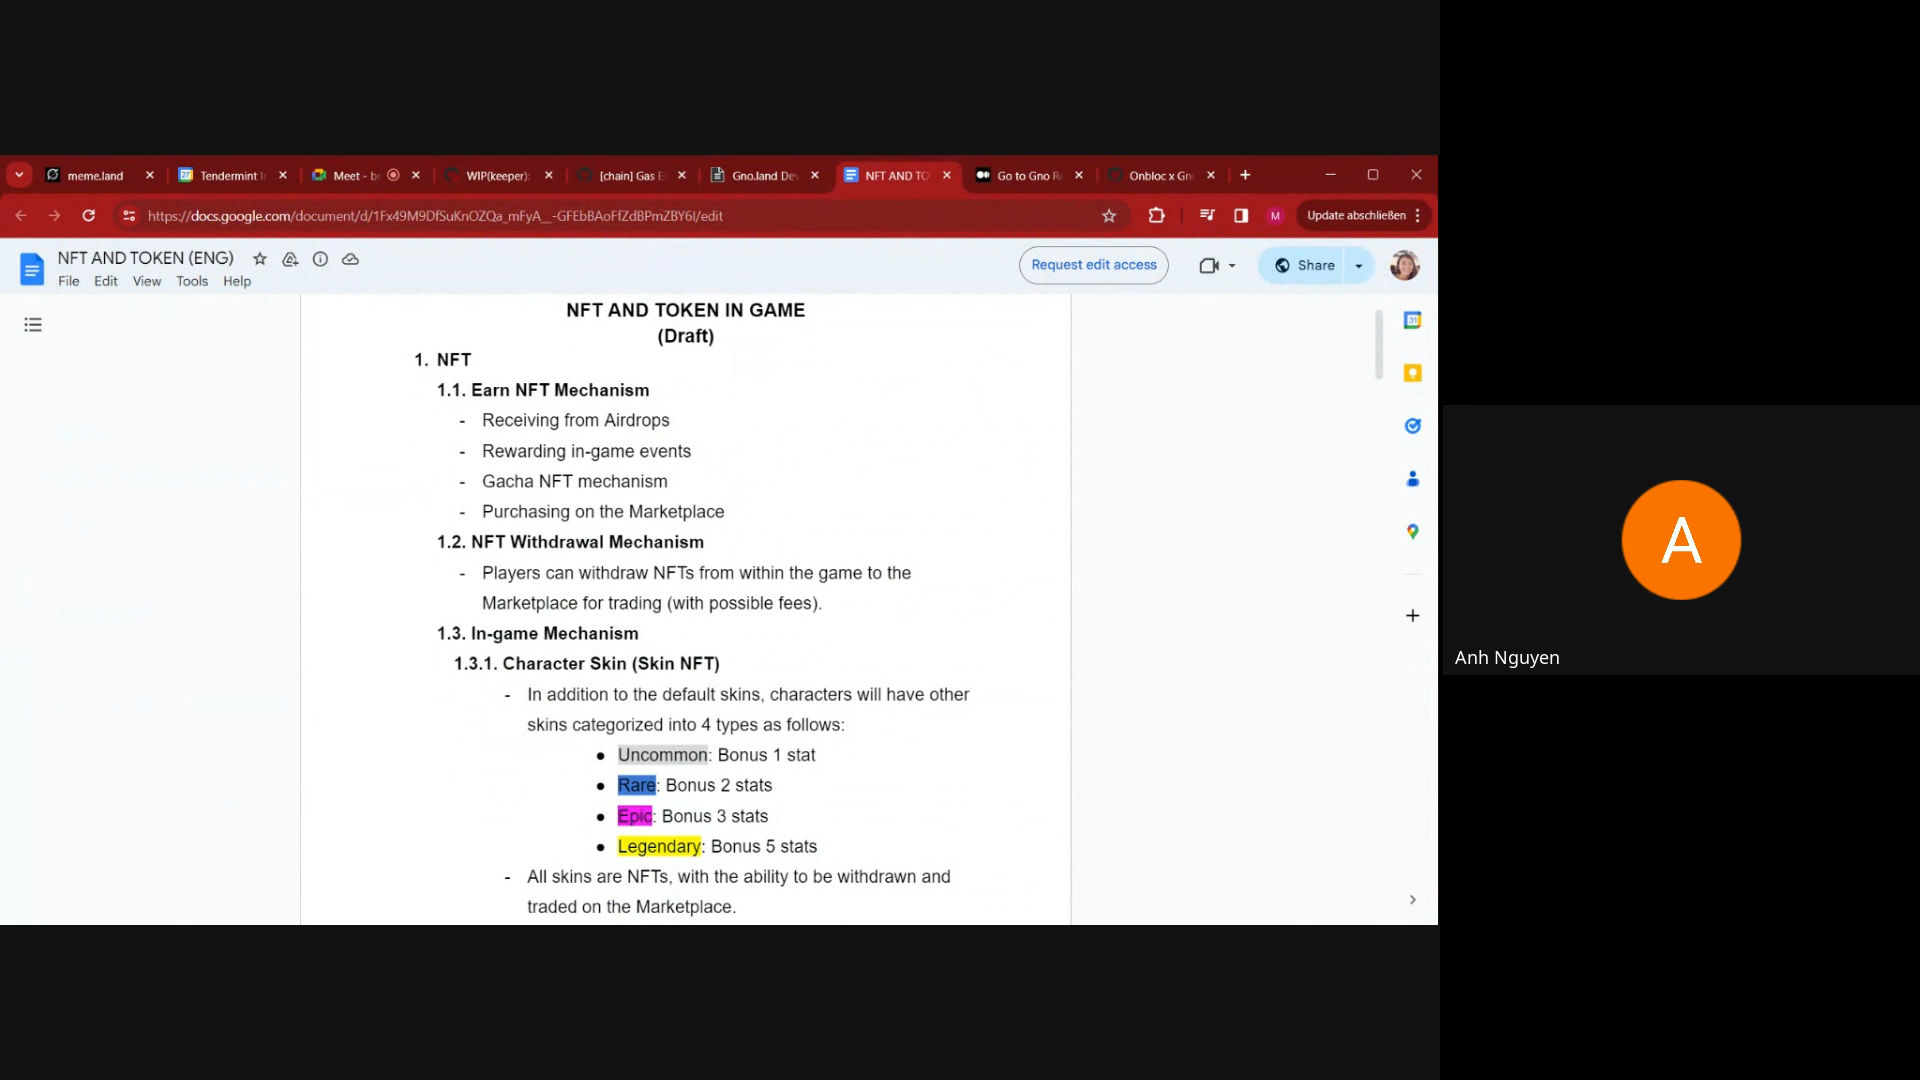 meme.land
Tendermint I
Meet - b
WIP(keeper):
[chain] Gas E
Gno.land De
NFT AND TO
Go to Gno R
Onbloc x Gn
https://docs.google.com/document/d/1Fx49M9DfSuKnOZQa_mFyA__-GFEbBAoFfZdBPmZBY6I/edit
M
Update abschließen
NFT AND TOKEN (ENG)
File Edit View Tools Help
Request edit access
Share
NFT AND TOKEN IN GAME
(Draft)
1. NFT
1.1. Earn NFT Mechanism
- Receiving from Airdrops
- Rewarding in-game events
- Gacha NFT mechanism
- Purchasing on the Marketplace
1.2. NFT Withdrawal Mechanism
- Players can withdraw NFTs from within the game to the
Marketplace for trading (with possible fees).
1.3. In-game Mechanism
1.3.1. Character Skin (Skin NFT)
- In addition to the default skins, characters will have other
skins categorized into 4 types as follows:
● Uncommon: Bonus 1 stat
● Rare: Bonus 2 stats
● Epic: Bonus 3 stats
● Legendary: Bonus 5 stats
- All skins are NFTs, with the ability to be withdrawn and
traded on the Marketplace.
31
A
Anh Nguyen